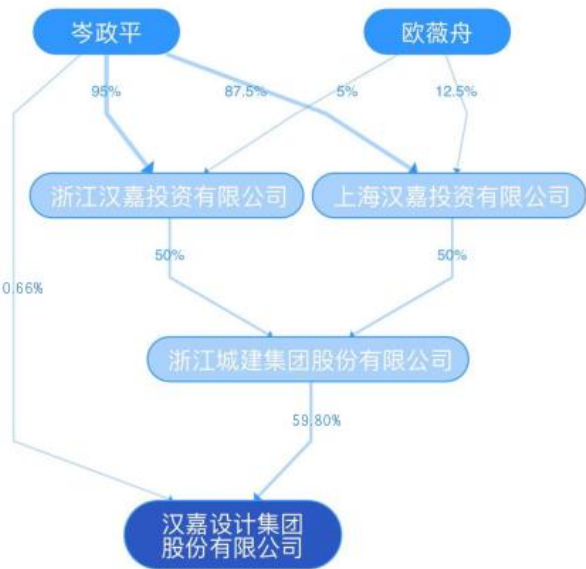 岑政平
欧薇舟
95%
87.5%
5%
12.5%
浙江汉嘉投资有限公司
上海汉嘉投资有限公司
50%
50%
0.66%
浙江城建集团股份有限公司
59.80%
汉嘉设计集团
股份有限公司